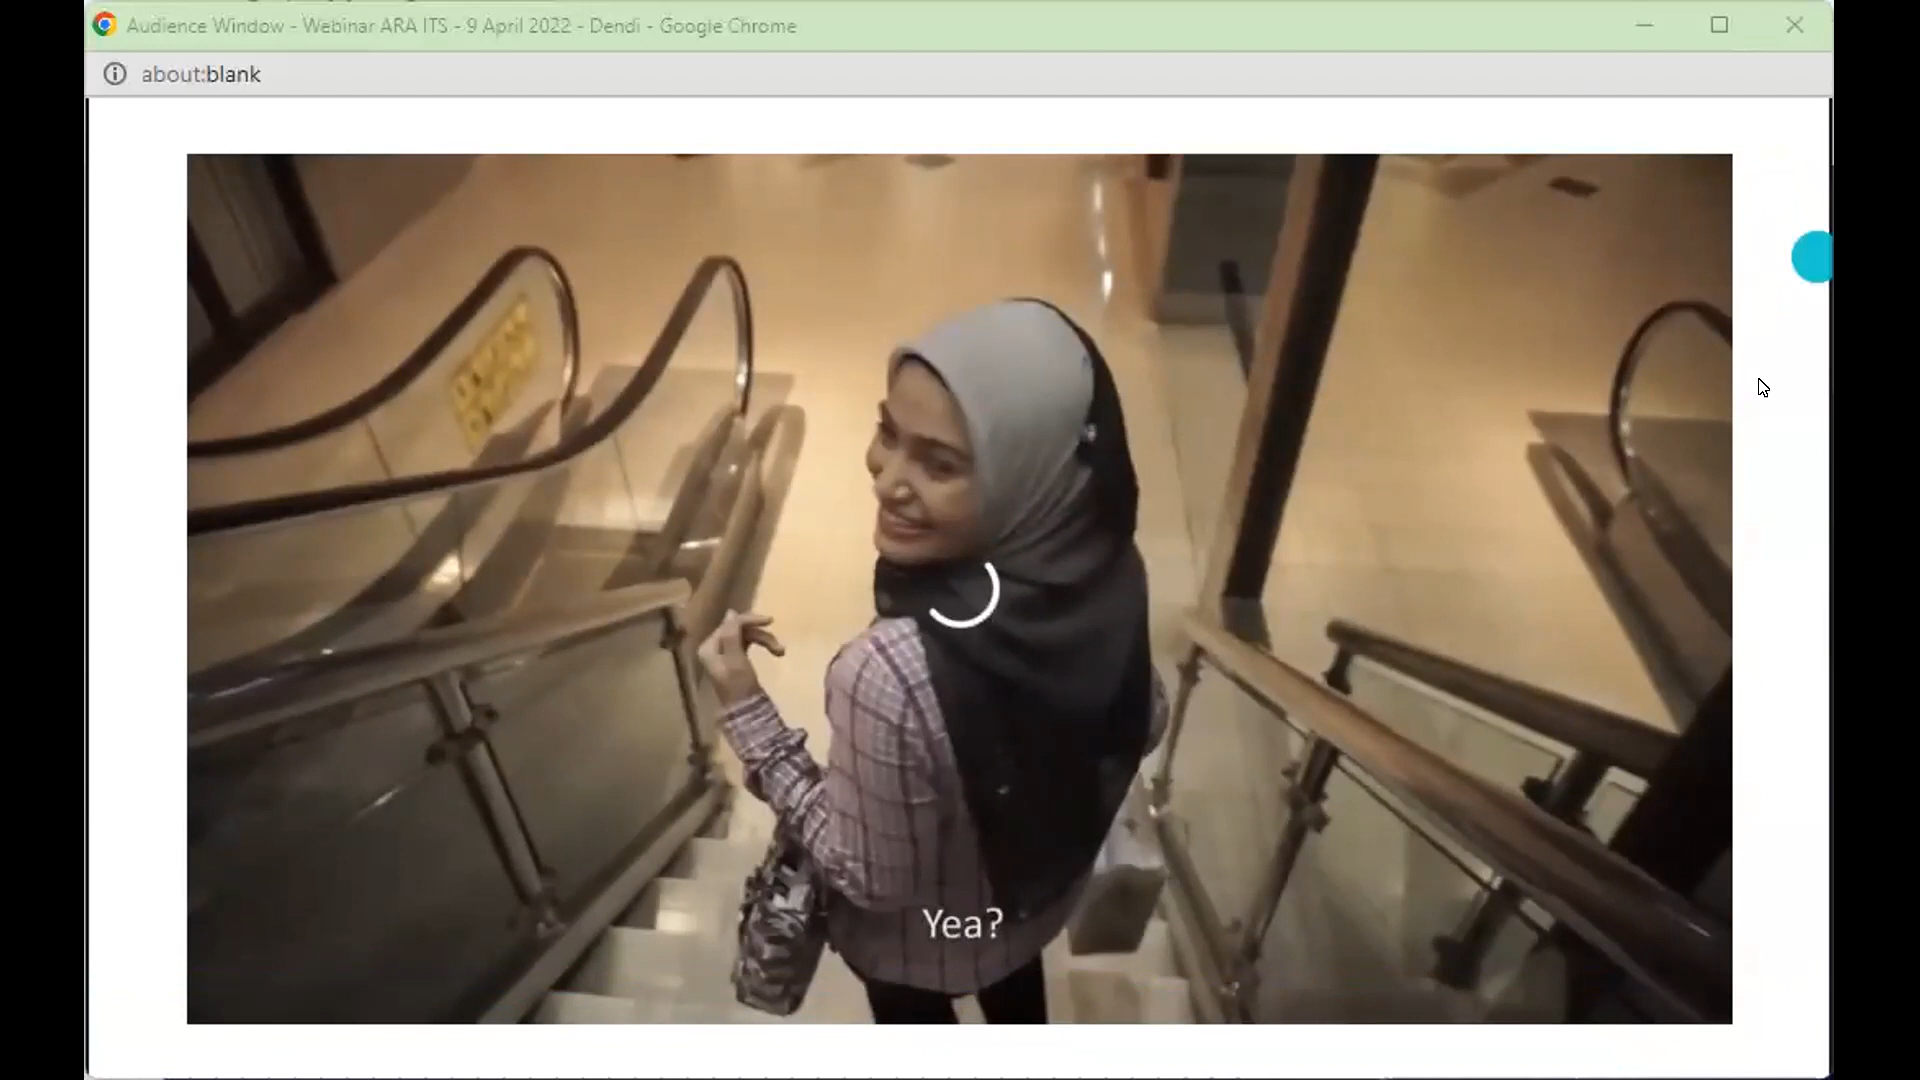 Audience Window - Webinar ARA ITS - 9 April 2022 - Dendi - Google Chrome
about:blank
Yea?